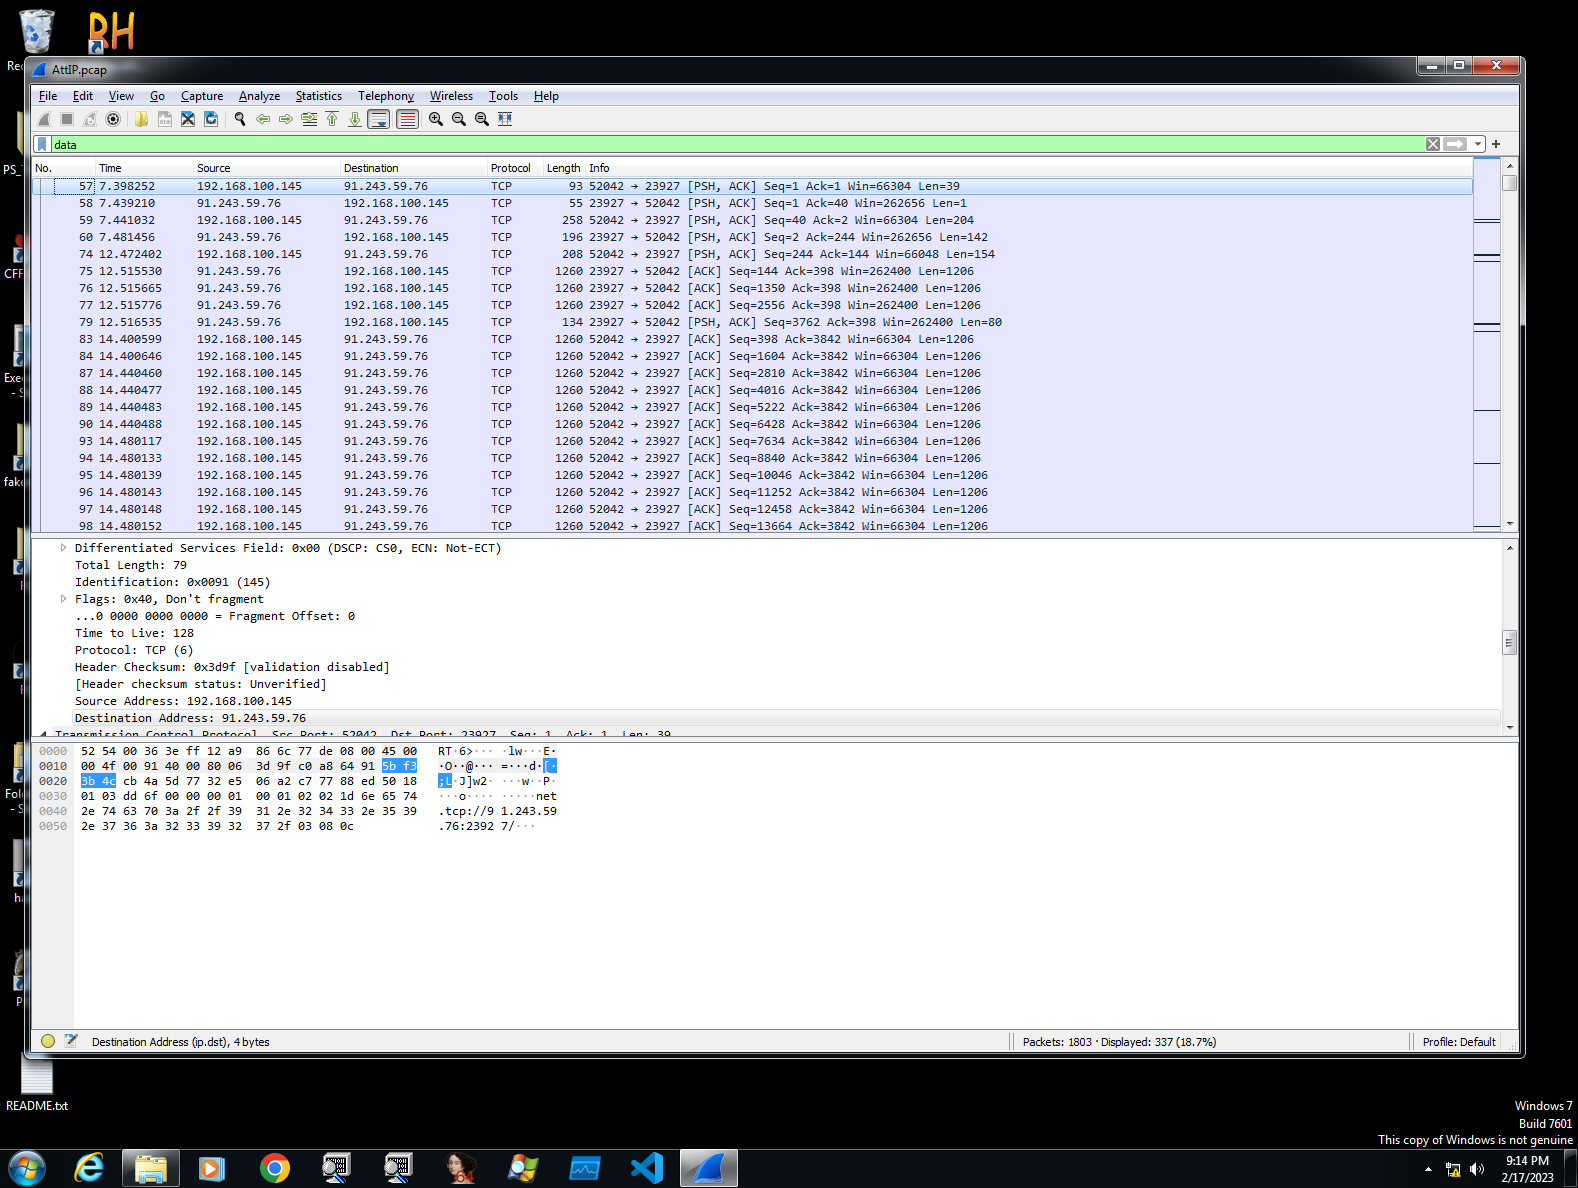 RH
Rec
AttIP.pcap
File Edit View Go Capture Analyze Statistics Telephony Wireless Tools Help
data
PS_
No. Time Source Destination Protocol Length Info
57 7.398252 192.168.100.145 91.243.59.76 TCP 93 52042 → 23927 [PSH, ACK] Seq=1 Ack=1 Win=66304 Len=39
58 7.439210 91.243.59.76 192.168.100.145 TCP 55 23927 → 52042 [PSH, ACK] Seq=1 Ack=40 Win=262656 Len=1
59 7.441032 192.168.100.145 91.243.59.76 TCP 258 52042 → 23927 [PSH, ACK] Seq=40 Ack=2 Win=66304 Len=204
60 7.481456 91.243.59.76 192.168.100.145 TCP 196 23927 → 52042 [PSH, ACK] Seq=2 Ack=244 Win=262656 Len=142
74 12.472402 192.168.100.145 91.243.59.76 TCP 208 52042 → 23927 [PSH, ACK] Seq=244 Ack=144 Win=66048 Len=154
75 12.515530 91.243.59.76 192.168.100.145 TCP 1260 23927 → 52042 [ACK] Seq=144 Ack=398 Win=262400 Len=1206
76 12.515665 91.243.59.76 192.168.100.145 TCP 1260 23927 → 52042 [ACK] Seq=1350 Ack=398 Win=262400 Len=1206
77 12.515776 91.243.59.76 192.168.100.145 TCP 1260 23927 → 52042 [ACK] Seq=2556 Ack=398 Win=262400 Len=1206
79 12.516535 91.243.59.76 192.168.100.145 TCP 134 23927 → 52042 [PSH, ACK] Seq=3762 Ack=398 Win=262400 Len=80
83 14.400599 192.168.100.145 91.243.59.76 TCP 1260 52042 → 23927 [ACK] Seq=398 Ack=3842 Win=66304 Len=1206
84 14.400646 192.168.100.145 91.243.59.76 TCP 1260 52042 → 23927 [ACK] Seq=1604 Ack=3842 Win=66304 Len=1206
87 14.440460 192.168.100.145 91.243.59.76 TCP 1260 52042 → 23927 [ACK] Seq=2810 Ack=3842 Win=66304 Len=1206
88 14.440477 192.168.100.145 91.243.59.76 TCP 1260 52042 → 23927 [ACK] Seq=4016 Ack=3842 Win=66304 Len=1206
89 14.440483 192.168.100.145 91.243.59.76 TCP 1260 52042 → 23927 [ACK] Seq=5222 Ack=3842 Win=66304 Len=1206
90 14.440488 192.168.100.145 91.243.59.76 TCP 1260 52042 → 23927 [ACK] Seq=6428 Ack=3842 Win=66304 Len=1206
93 14.480117 192.168.100.145 91.243.59.76 TCP 1260 52042 → 23927 [ACK] Seq=7634 Ack=3842 Win=66304 Len=1206
94 14.480133 192.168.100.145 91.243.59.76 TCP 1260 52042 → 23927 [ACK] Seq=8840 Ack=3842 Win=66304 Len=1206
95 14.480139 192.168.100.145 91.243.59.76 TCP 1260 52042 → 23927 [ACK] Seq=10046 Ack=3842 Win=66304 Len=1206
96 14.480143 192.168.100.145 91.243.59.76 TCP 1260 52042 → 23927 [ACK] Seq=11252 Ack=3842 Win=66304 Len=1206
97 14.480148 192.168.100.145 91.243.59.76 TCP 1260 52042 → 23927 [ACK] Seq=12458 Ack=3842 Win=66304 Len=1206
98 14.480152 192.168.100.145 91.243.59.76 TCP 1260 52042 → 23927 [ACK] Seq=13664 Ack=3842 Win=66304 Len=1206
CFF
Exe
- S
fake
Differentiated Services Field: 0x00 (DSCP: CS0, ECN: Not-ECT)
Total Length: 79
Identification: 0x0091 (145)
Flags: 0x40, Don't fragment
...0 0000 0000 0000 = Fragment Offset: 0
Time to Live: 128
Protocol: TCP (6)
Header Checksum: 0x3d9f [validation disabled]
[Header checksum status: Unverified]
Source Address: 192.168.100.145
Destination Address: 91.243.59.76
Transmission Control Protocol, Src Port: 52042, Dst Port: 23927, Seq: 1, Ack: 1, Len: 39
0000 52 54 00 36 3e ff 12 a9 86 6c 77 de 08 00 45 00 RT·6>··· ·lw···E·
0010 00 4f 00 91 40 00 80 06 3d 9f c0 a8 64 91 5b f3 ·O··@··· =···d·[·
0020 3b 4c cb 4a 5d 77 32 e5 06 a2 c7 77 88 ed 50 18 ;L·J]w2· ···w··P·
0030 01 03 dd 6f 00 00 00 01 00 01 02 02 1d 6e 65 74 ···o···· ·····net
0040 2e 74 63 70 3a 2f 2f 39 31 2e 32 34 33 2e 35 39 .tcp://9 1.243.59
0050 2e 37 36 3a 32 33 39 32 37 2f 03 08 0c .76:2392 7/···
Fol
- S
ha
P
Destination Address (ip.dst), 4 bytes
Packets: 1803 · Displayed: 337 (18.7%)
Profile: Default
README.txt
Windows 7
Build 7601
This copy of Windows is not genuine
64
9:14 PM
2/17/2023